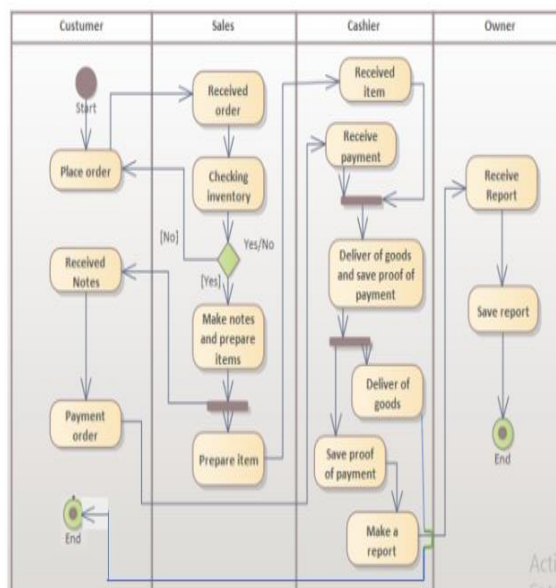 Custumer
Sales
Cashier
Owner
Start
Place order
Received
Notes
Payment
order
End
Received
order
Checking
inventory
[No]
Yes/No
[Yes]
Make notes
and prepare
items
Prepare item
Received
item
Receive
payment
Deliver of goods
and save proof of
payment
Deliver of
goods
Save proof
of payment
Make a
report
Receive
Report
Save report
End